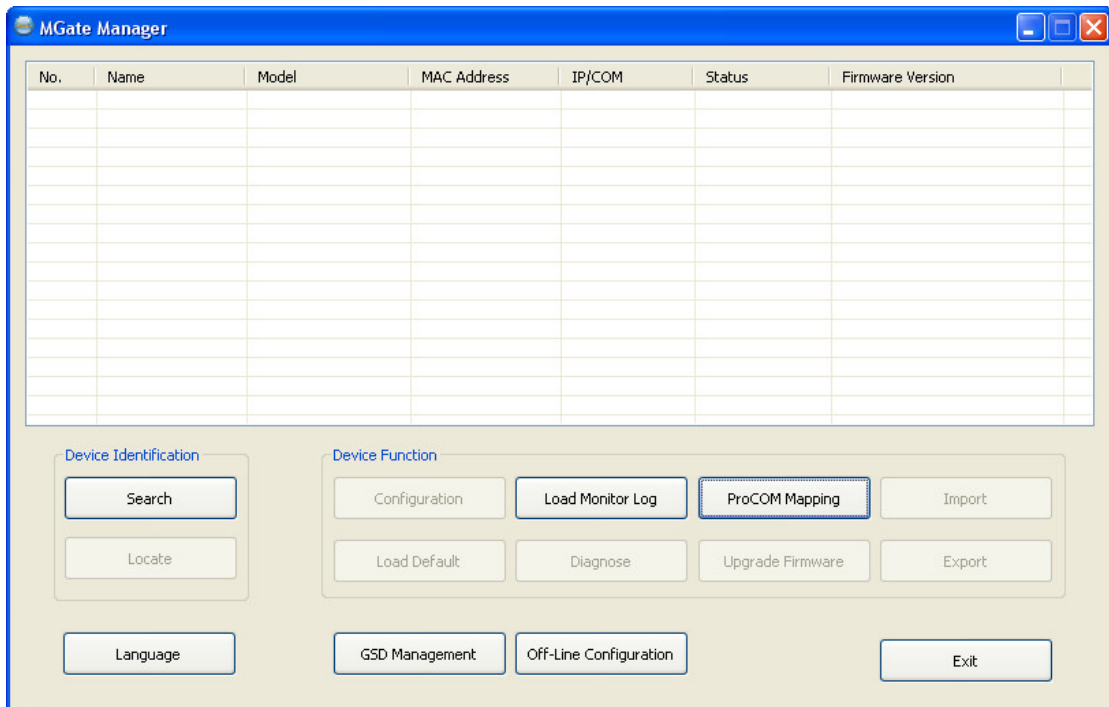 MGate Manager
No. Name Model MAC Address IP/COM Status Firmware Version
Device Identification Device Function
Search Configuration Load Monitor Log ProCOM Mapping Import
Locate Load Default Diagnose Upgrade Firmware Export
Language GSD Management Off-Line Configuration Exit